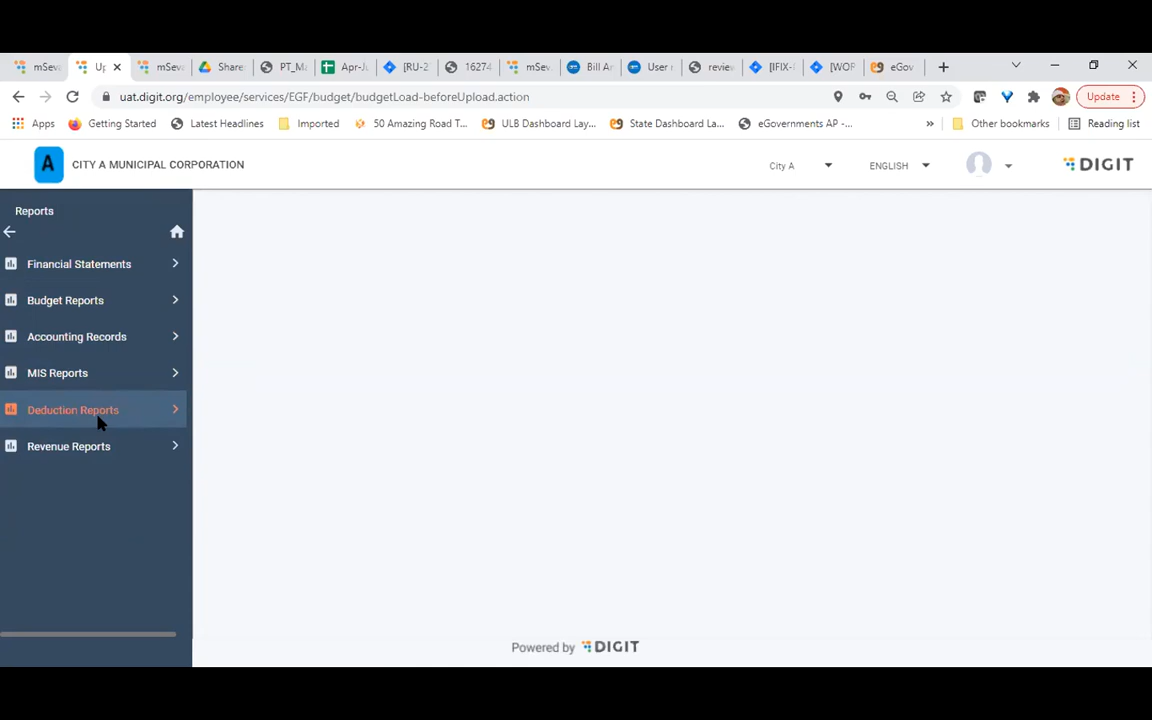 mSev
Up
mSev
Share
PT_M
Apr-J
[RU-2
16274
mSev
Bill A
User
revie
[IFIX-
[WOF
eGov
uat.digit.org/employee/services/EGF/budget/budgetLoad-beforeUpload.action
Update
Apps
Getting Started
Latest Headlines
Imported
50 Amazing Road T...
ULB Dashboard Lay...
State Dashboard La...
eGovernments AP -...
»
Other bookmarks
Reading list
A
CITY A MUNICIPAL CORPORATION
City A
ENGLISH
DIGIT
Reports
Financial Statements
Budget Reports
Accounting Records
MIS Reports
Deduction Reports
Revenue Reports
Powered by DIGIT